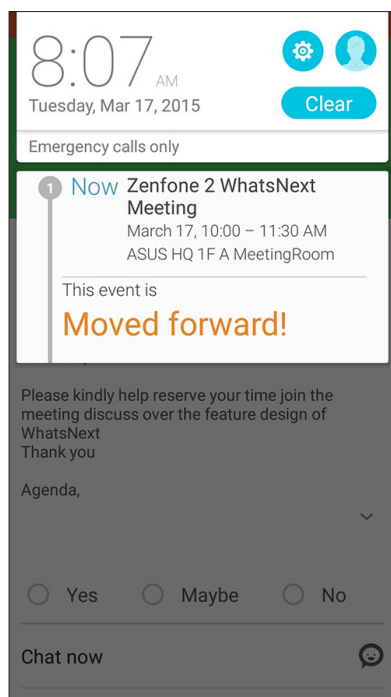 8:07 AM
Tuesday, Mar 17, 2015
Clear
Emergency calls only
1 Now Zenfone 2 WhatsNext
Meeting
March 17, 10:00 – 11:30 AM
ASUS HQ 1F A MeetingRoom
This event is
Moved forward!
Please kindly help reserve your time join the
meeting discuss over the feature design of
WhatsNext
Thank you
Agenda,
Yes Maybe No
Chat now